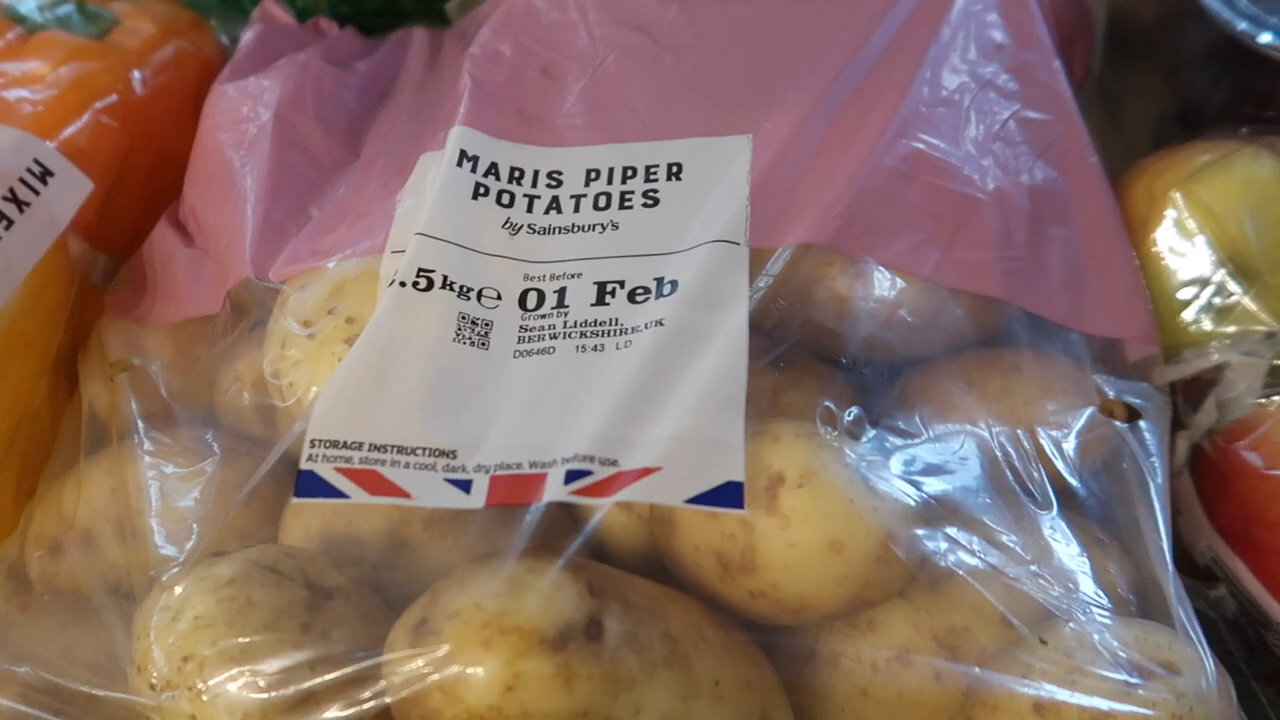 MARIS PIPER
POTATOES
by Sainsbury's
.5kg℮
Best Before
01 Feb
Grown by
Sean Liddell,
BERWICKSHIRE, UK
D0646D 15:43 LD
STORAGE INSTRUCTIONS
At home, store in a cool, dark, dry place. Wash before use.
MIXE